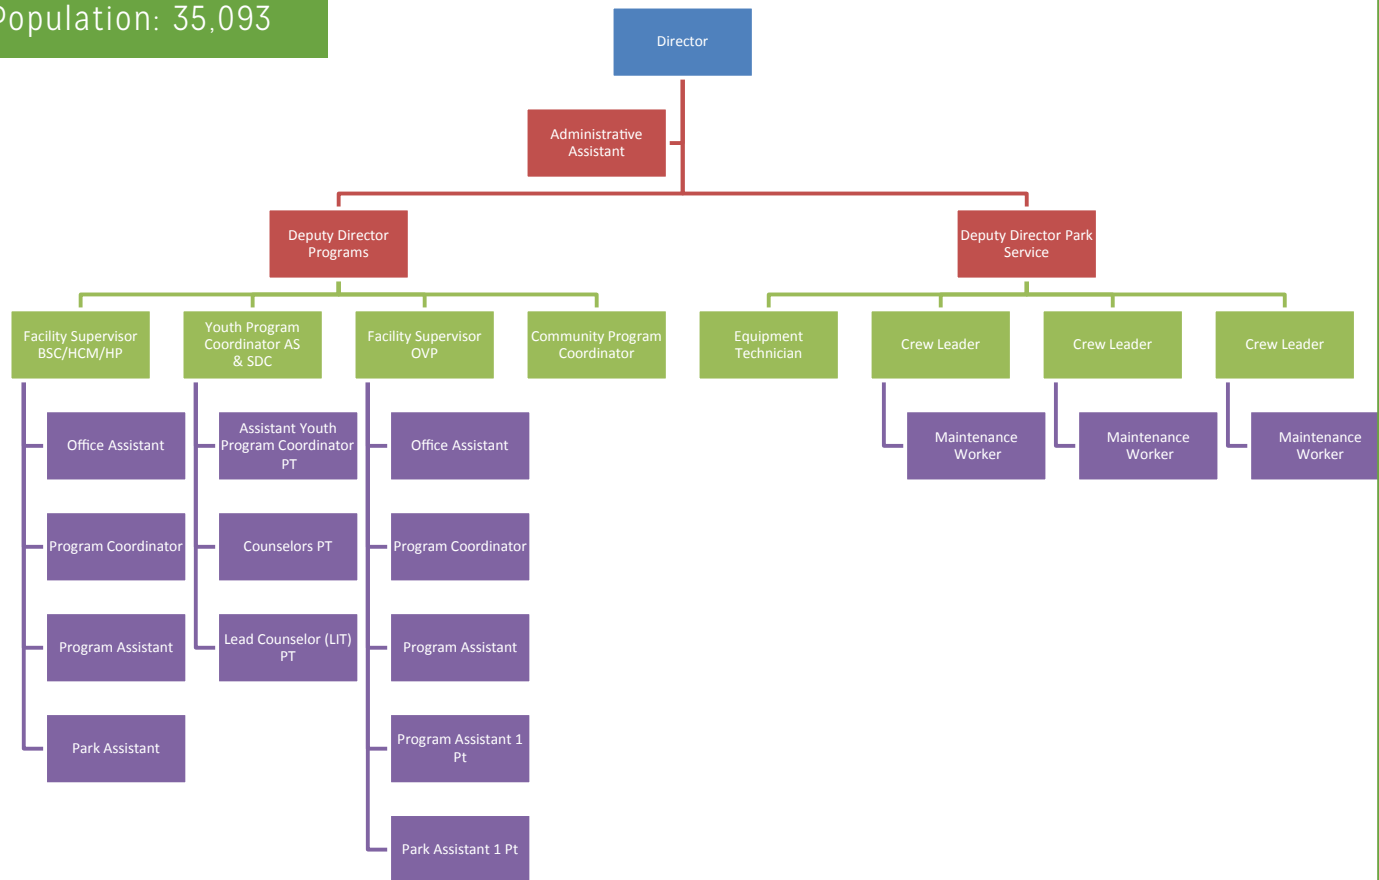 Population: 35,093
Director
Administrative
Assistant
Deputy Director
Programs
Deputy Director Park
Service
Facility Supervisor
BSC/HCM/HP
Youth Program
Coordinator AS
& SDC
Facility Supervisor
OVP
Community Program
Coordinator
Equipment
Technician
Crew Leader
Crew Leader
Crew Leader
Office Assistant
Program Coordinator
Program Assistant
Park Assistant
Assistant Youth
Program Coordinator
PT
Counselors PT
Lead Counselor (LIT)
PT
Office Assistant
Program Coordinator
Program Assistant
Program Assistant 1
Pt
Park Assistant 1 Pt
Maintenance
Worker
Maintenance
Worker
Maintenance
Worker